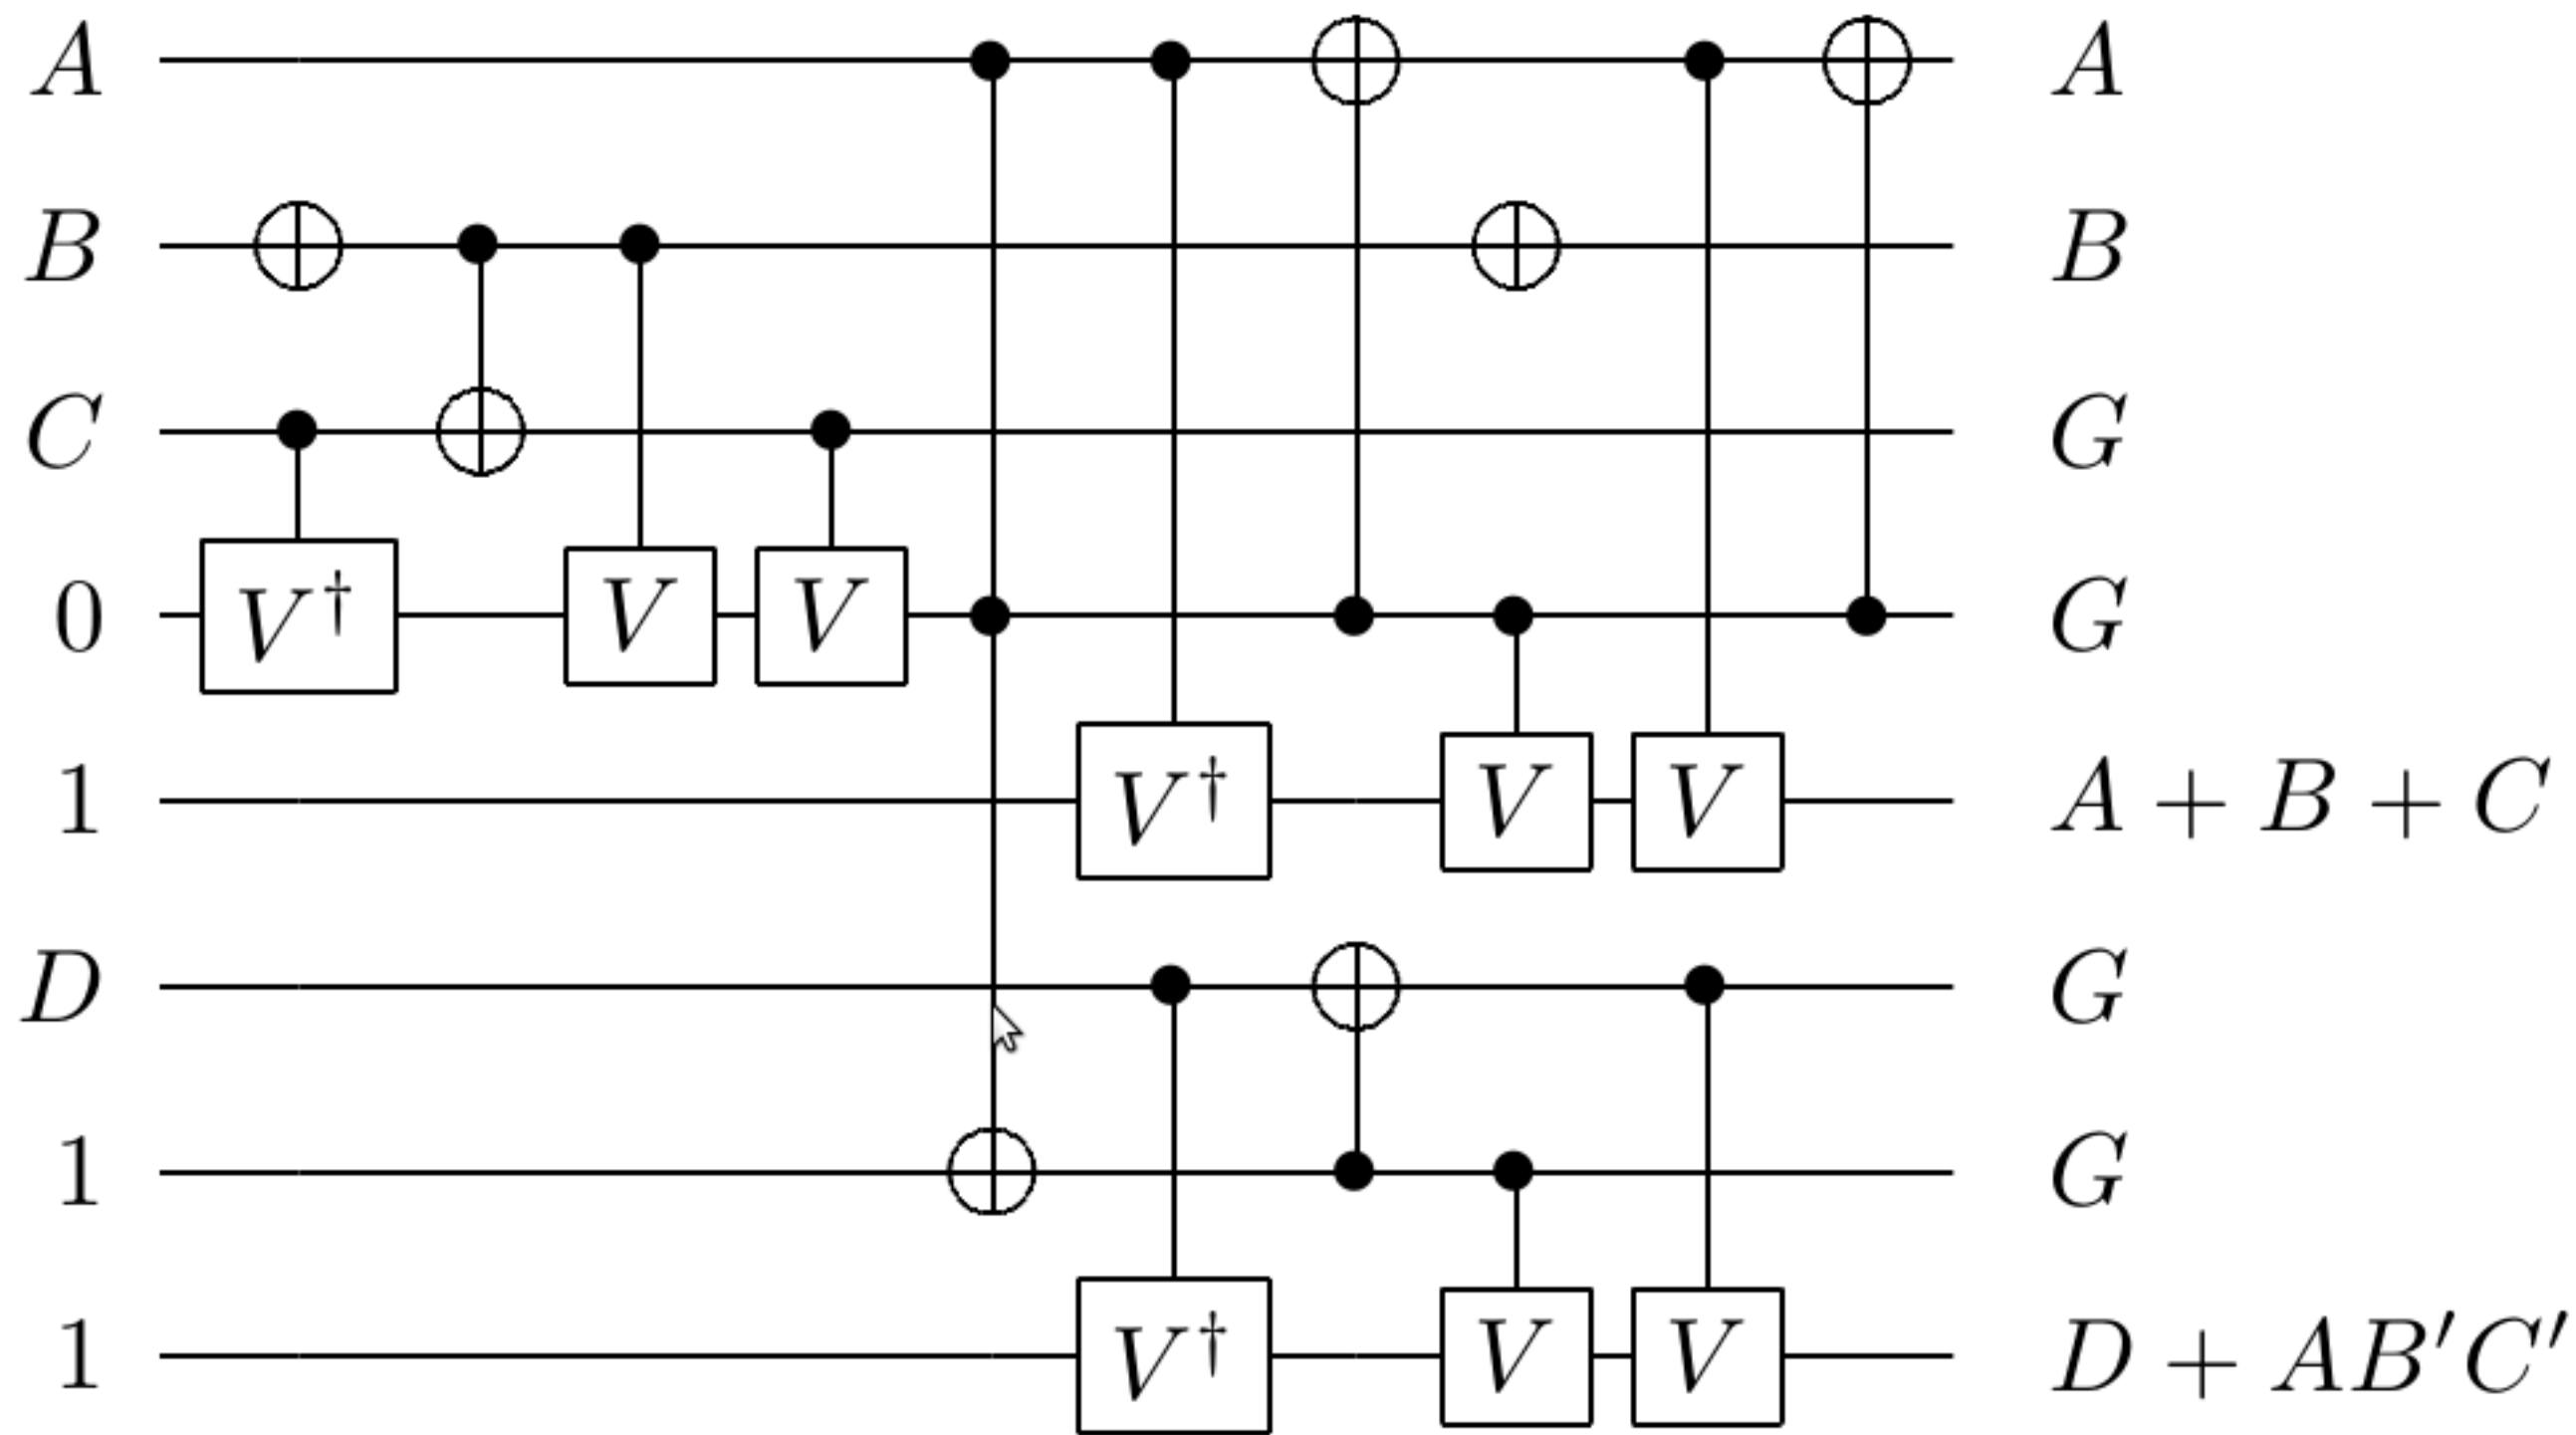 A A
B B
C G
0 V† V V G
1 V† V V A + B + C
D G
1 G
1 V† V V D + AB′C′